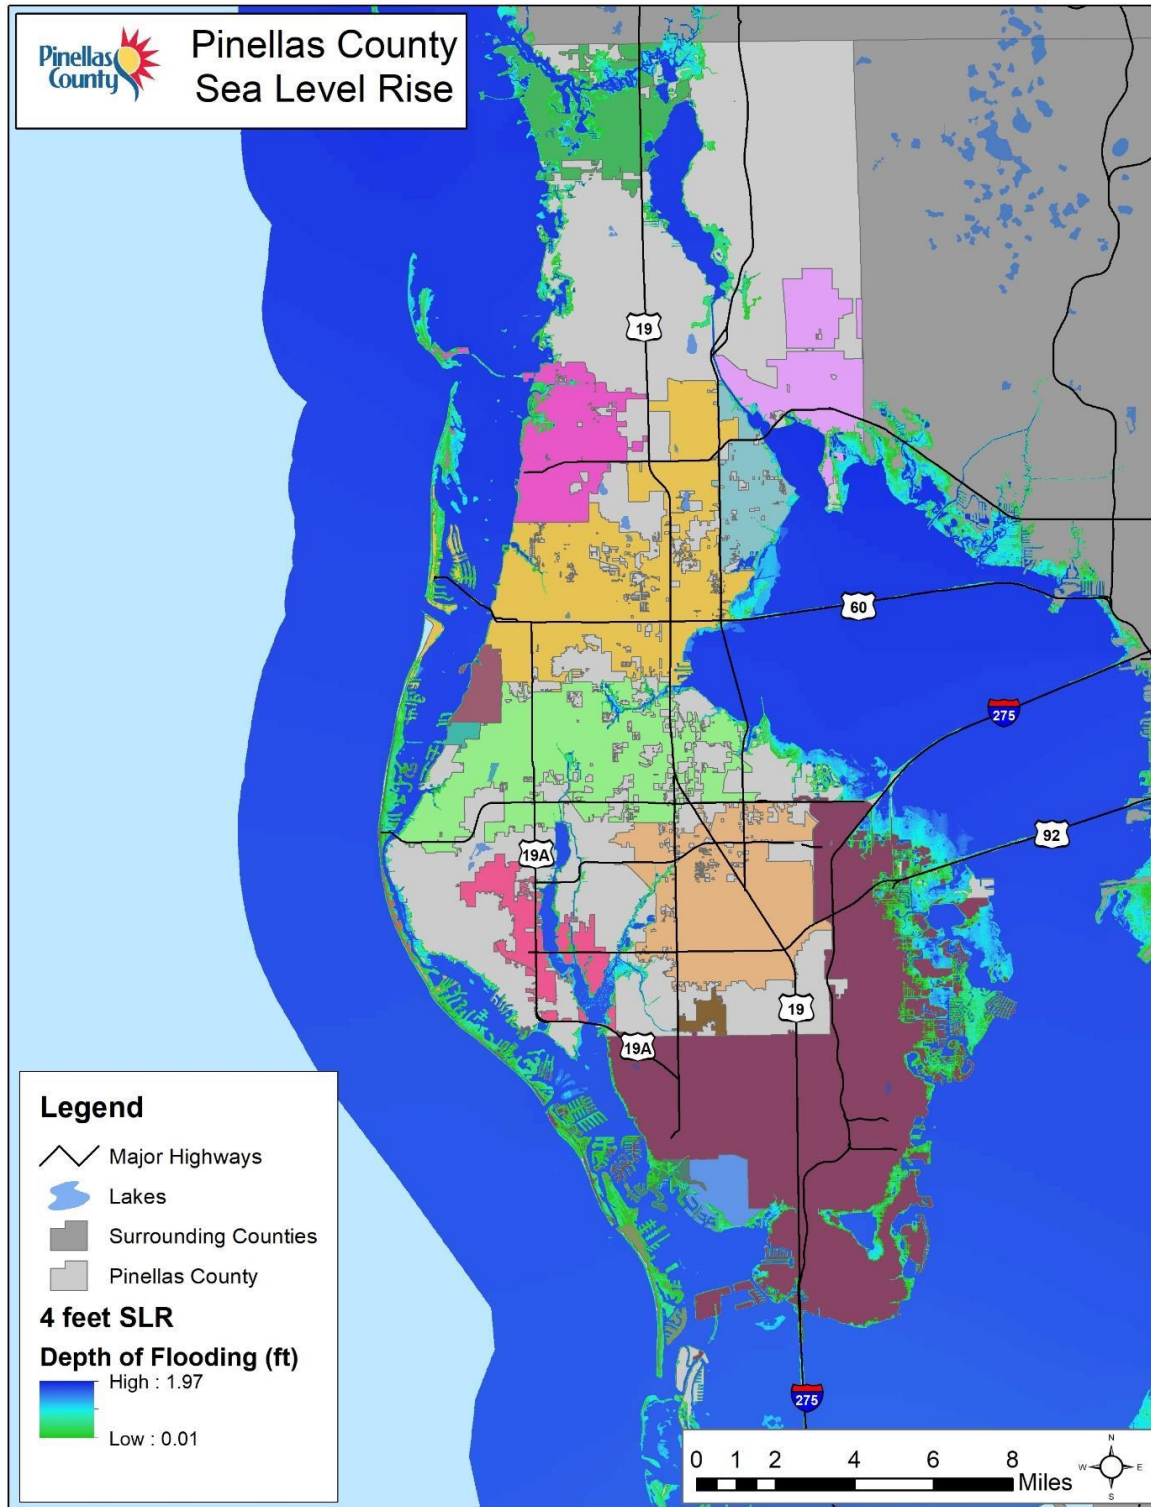 Pinellas
County
Pinellas County
Sea Level Rise
19
60
275
92
19A
19
19A
275
Legend
Major Highways
Lakes
Surrounding Counties
Pinellas County
4 feet SLR
Depth of Flooding (ft)
High : 1.97
Low : 0.01
0 1 2 4 6 8
Miles
N
W E
S